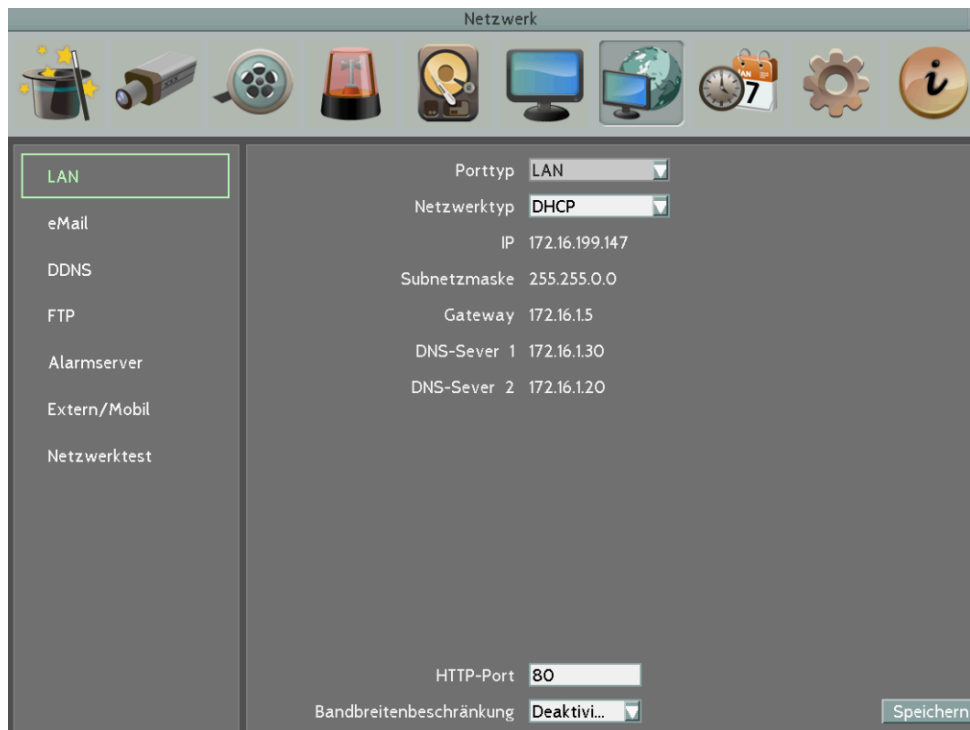 Netzwerk
JAN
7
i
LAN
eMail
DDNS
FTP
Alarmserver
Extern/Mobil
Netzwerktest
Porttyp LAN
Netzwerktyp DHCP
IP 172.16.199.147
Subnetzmaske 255.255.0.0
Gateway 172.16.1.5
DNS-Sever 1 172.16.1.30
DNS-Sever 2 172.16.1.20
HTTP-Port 80
Bandbreitenbeschränkung Deaktivi...
Speichern